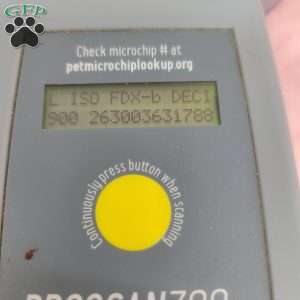 GFP
Check microchip # at
petmicrochiplookup.org
L ISO FDX-b DECI
900 263003631788
Continuously press button when scanning